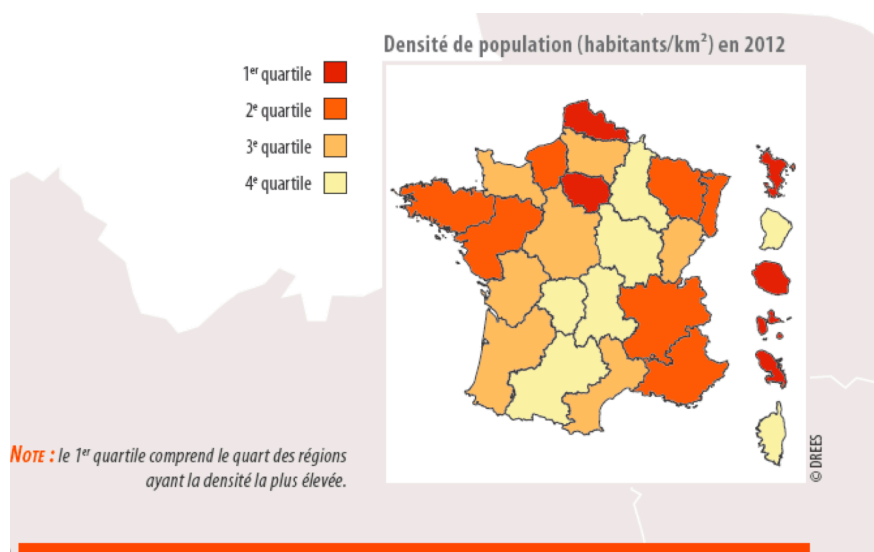 Densité de population (habitants/km²) en 2012
1er quartile
2e quartile
3e quartile
4e quartile
NOTE : le 1er quartile comprend le quart des régions
ayant la densité la plus élevée.
© DREES